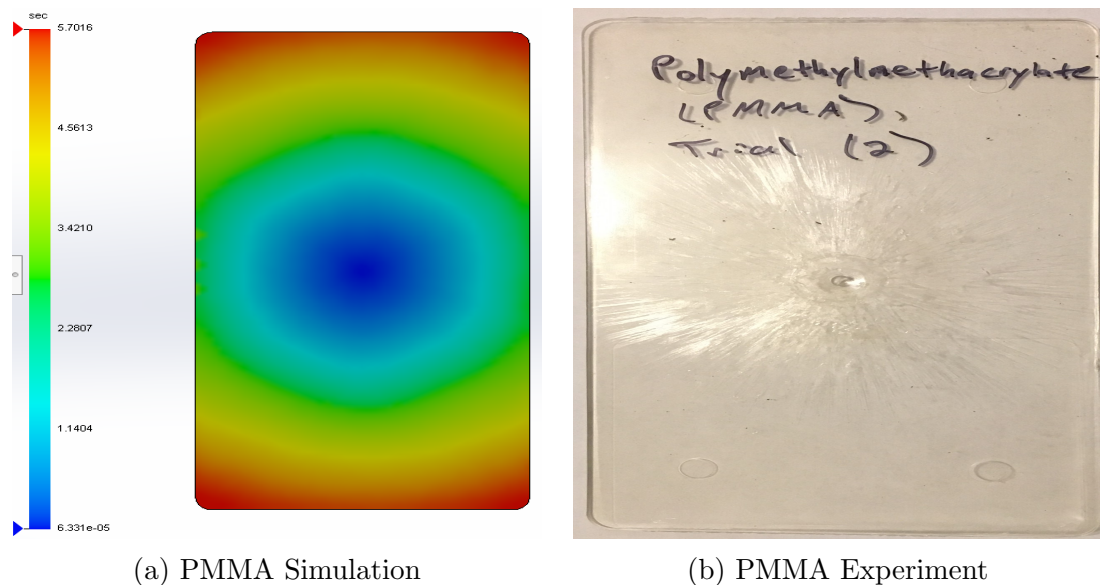 sec
5.7016
4.5613
3.4210
2.2807
1.1404
6.331e-05
Polymethylmethacrylate
(PMMA),
Trial (2)
(a) PMMA Simulation
(b) PMMA Experiment